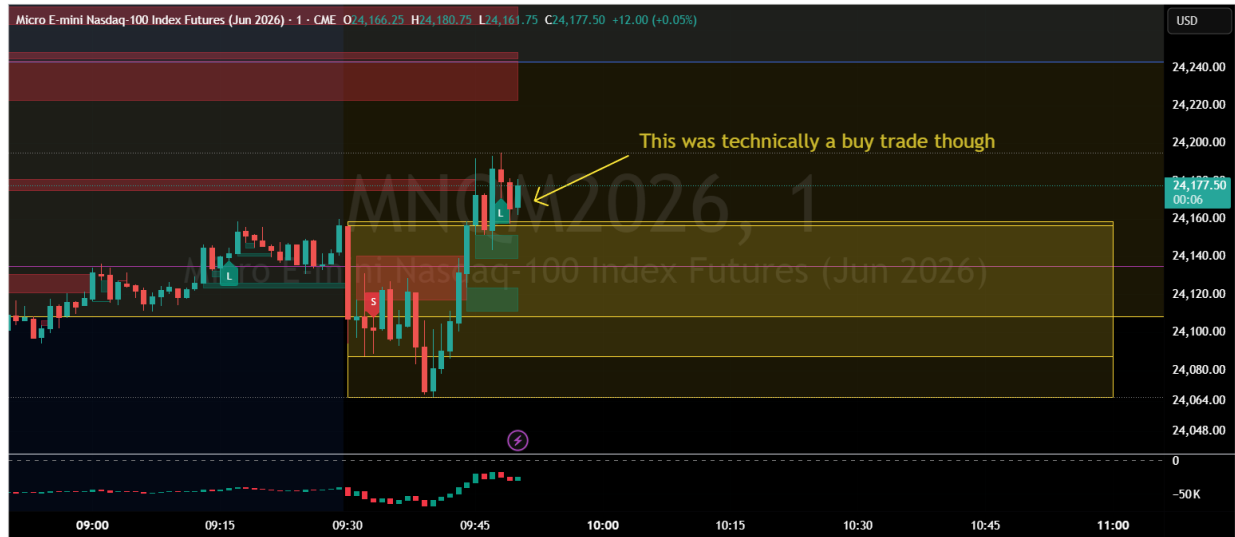 Micro E-mini Nasdaq-100 Index Futures (Jun 2026) · 1 · CME O24,166.25 H24,180.75 L24,161.75 C24,177.50 +12.00 (+0.05%)
USD
24,240.00
24,220.00
This was technically a buy trade though
24,200.00
24,177.50
00:06
MNQM2026, 1
L
24,160.00
24,140.00
Micro E-mini Nasdaq-100 Index Futures (Jun 2026)
L
24,120.00
S
24,100.00
24,080.00
24,064.00
24,048.00
0
−50K
09:00 09:15 09:30 09:45 10:00 10:15 10:30 10:45 11:00